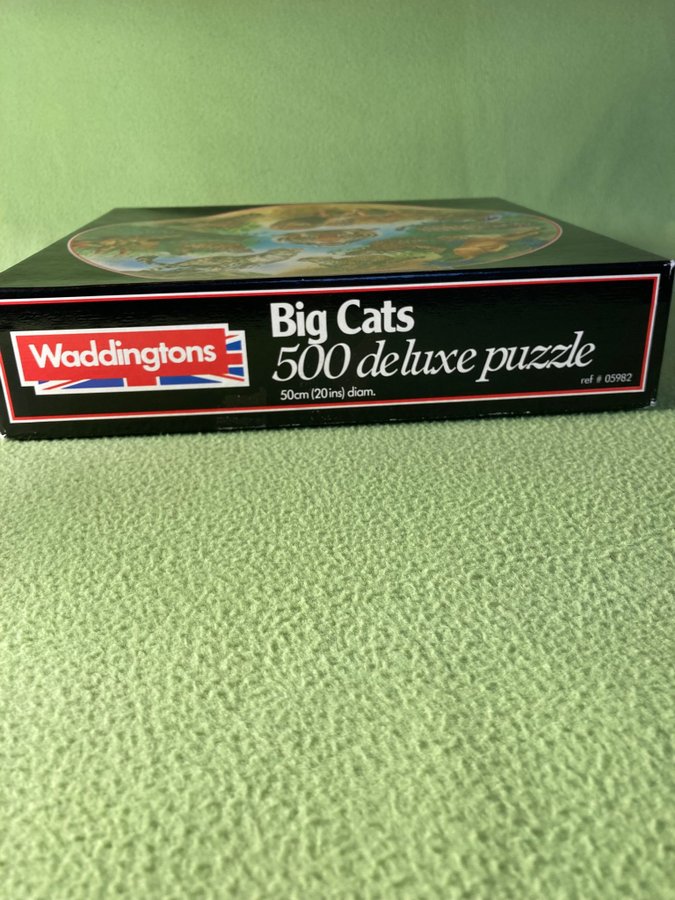 Waddingtons
Big Cats
500 deluxe puzzle
50cm (20ins) diam.
ref # 05982